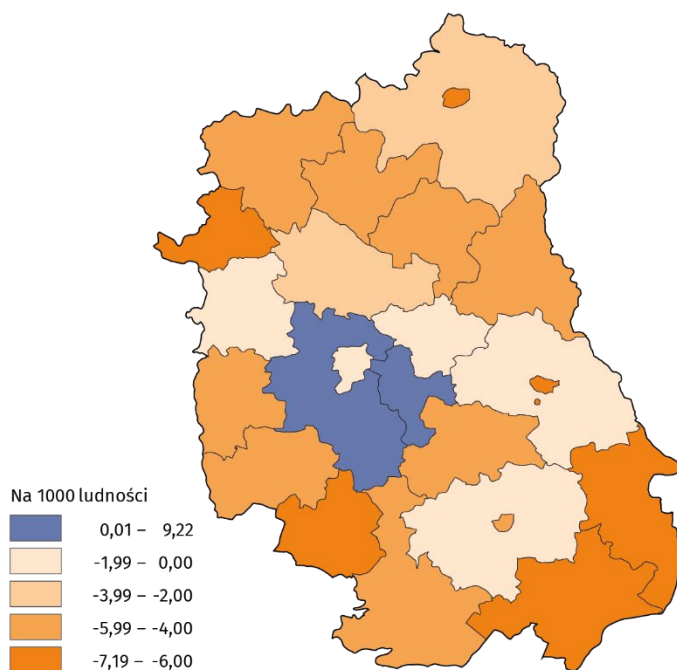 Na 1000 ludności
0,01 – 9,22
-1,99 – 0,00
-3,99 – -2,00
-5,99 – -4,00
-7,19 – -6,00